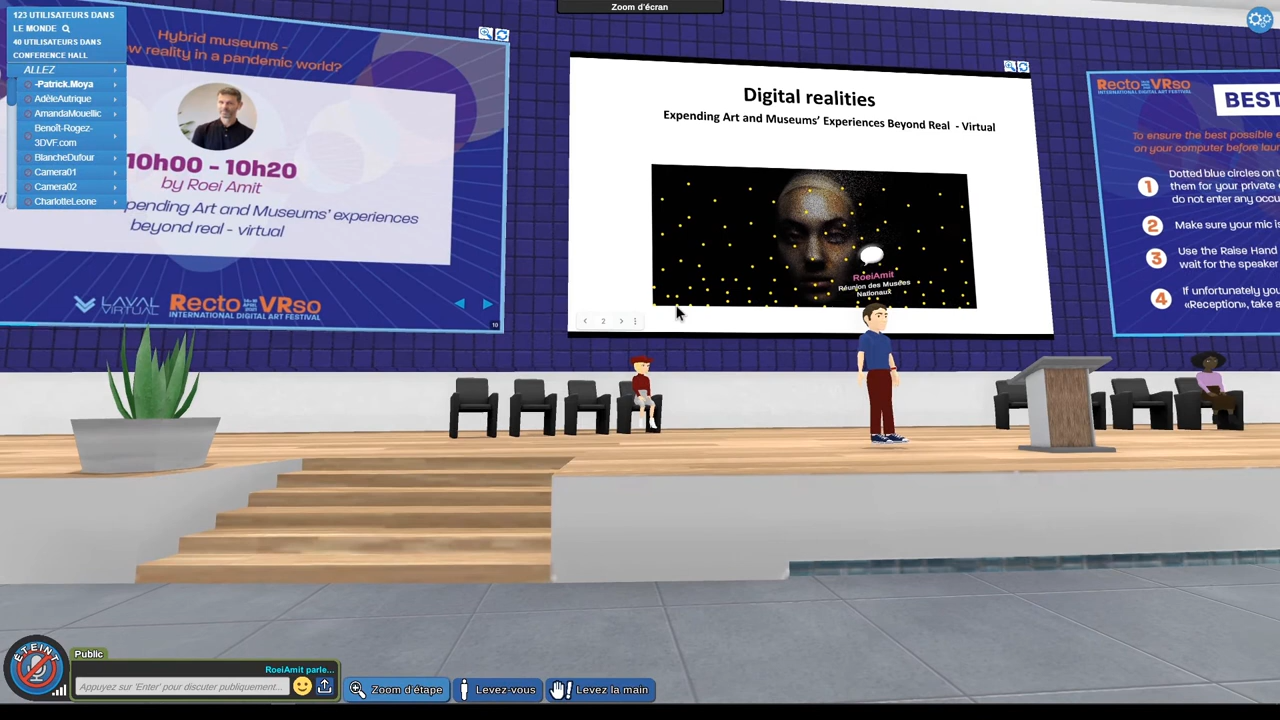 Zoom d'écran
123 UTILISATEURS DANS
LE MONDE
40 UTILISATEURS DANS
CONFERENCE HALL
ALLEZ
-Patrick.Moya
AdèleAutrique
AmandaMouellic
Benoît-Rogez-
3DVF.com
BlancheDufour
Camera01
Camera02
CharlotteLeone
Hybrid museums -
w reality in a pandemic world?
10h00 - 10h20
by Roei Amit
pending Art and Museums' experiences
beyond real - virtual
LAVAL
VIRTUAL
Recto VRso
INTERNATIONAL DIGITAL ART FESTIVAL
10
Digital realities
Expending Art and Museums' Experiences Beyond Real - Virtual
RoeiAmit
Réunion des Musées
Nationaux
2
Recto VRso
INTERNATIONAL DIGITAL ART FESTIVAL
BEST
To ensure the best possible e
on your computer before lau
1 Dotted blue circles on t
them for your private
do not enter any occu
2 Make sure your mic is
3 Use the Raise Hand
wait for the speaker
4 If unfortunately you
«Reception», take a
ÉTEINT
Public
RoeiAmit parle...
Appuyez sur 'Enter' pour discuter publiquement...
Zoom d'étape
Levez-vous
Levez la main